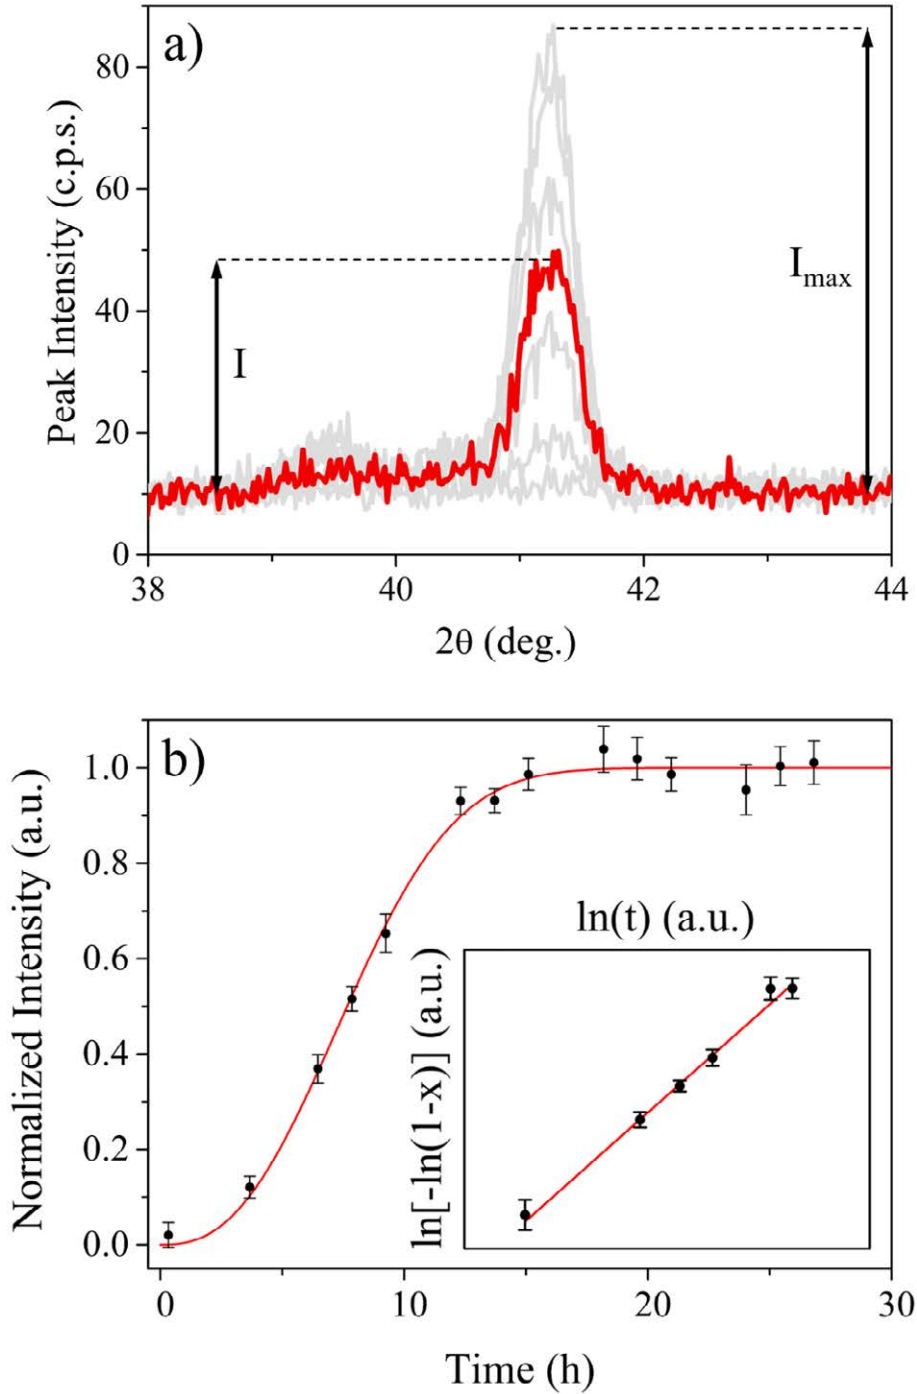 a)
Peak Intensity (c.p.s.)
80
60
40
20
0
I
I_max
38
40
42
44
2θ (deg.)
b)
Normalized Intensity (a.u.)
1.0
0.8
0.6
0.4
0.2
0.0
ln(t) (a.u.)
ln[-ln(1-x)] (a.u.)
0
10
20
30
Time (h)